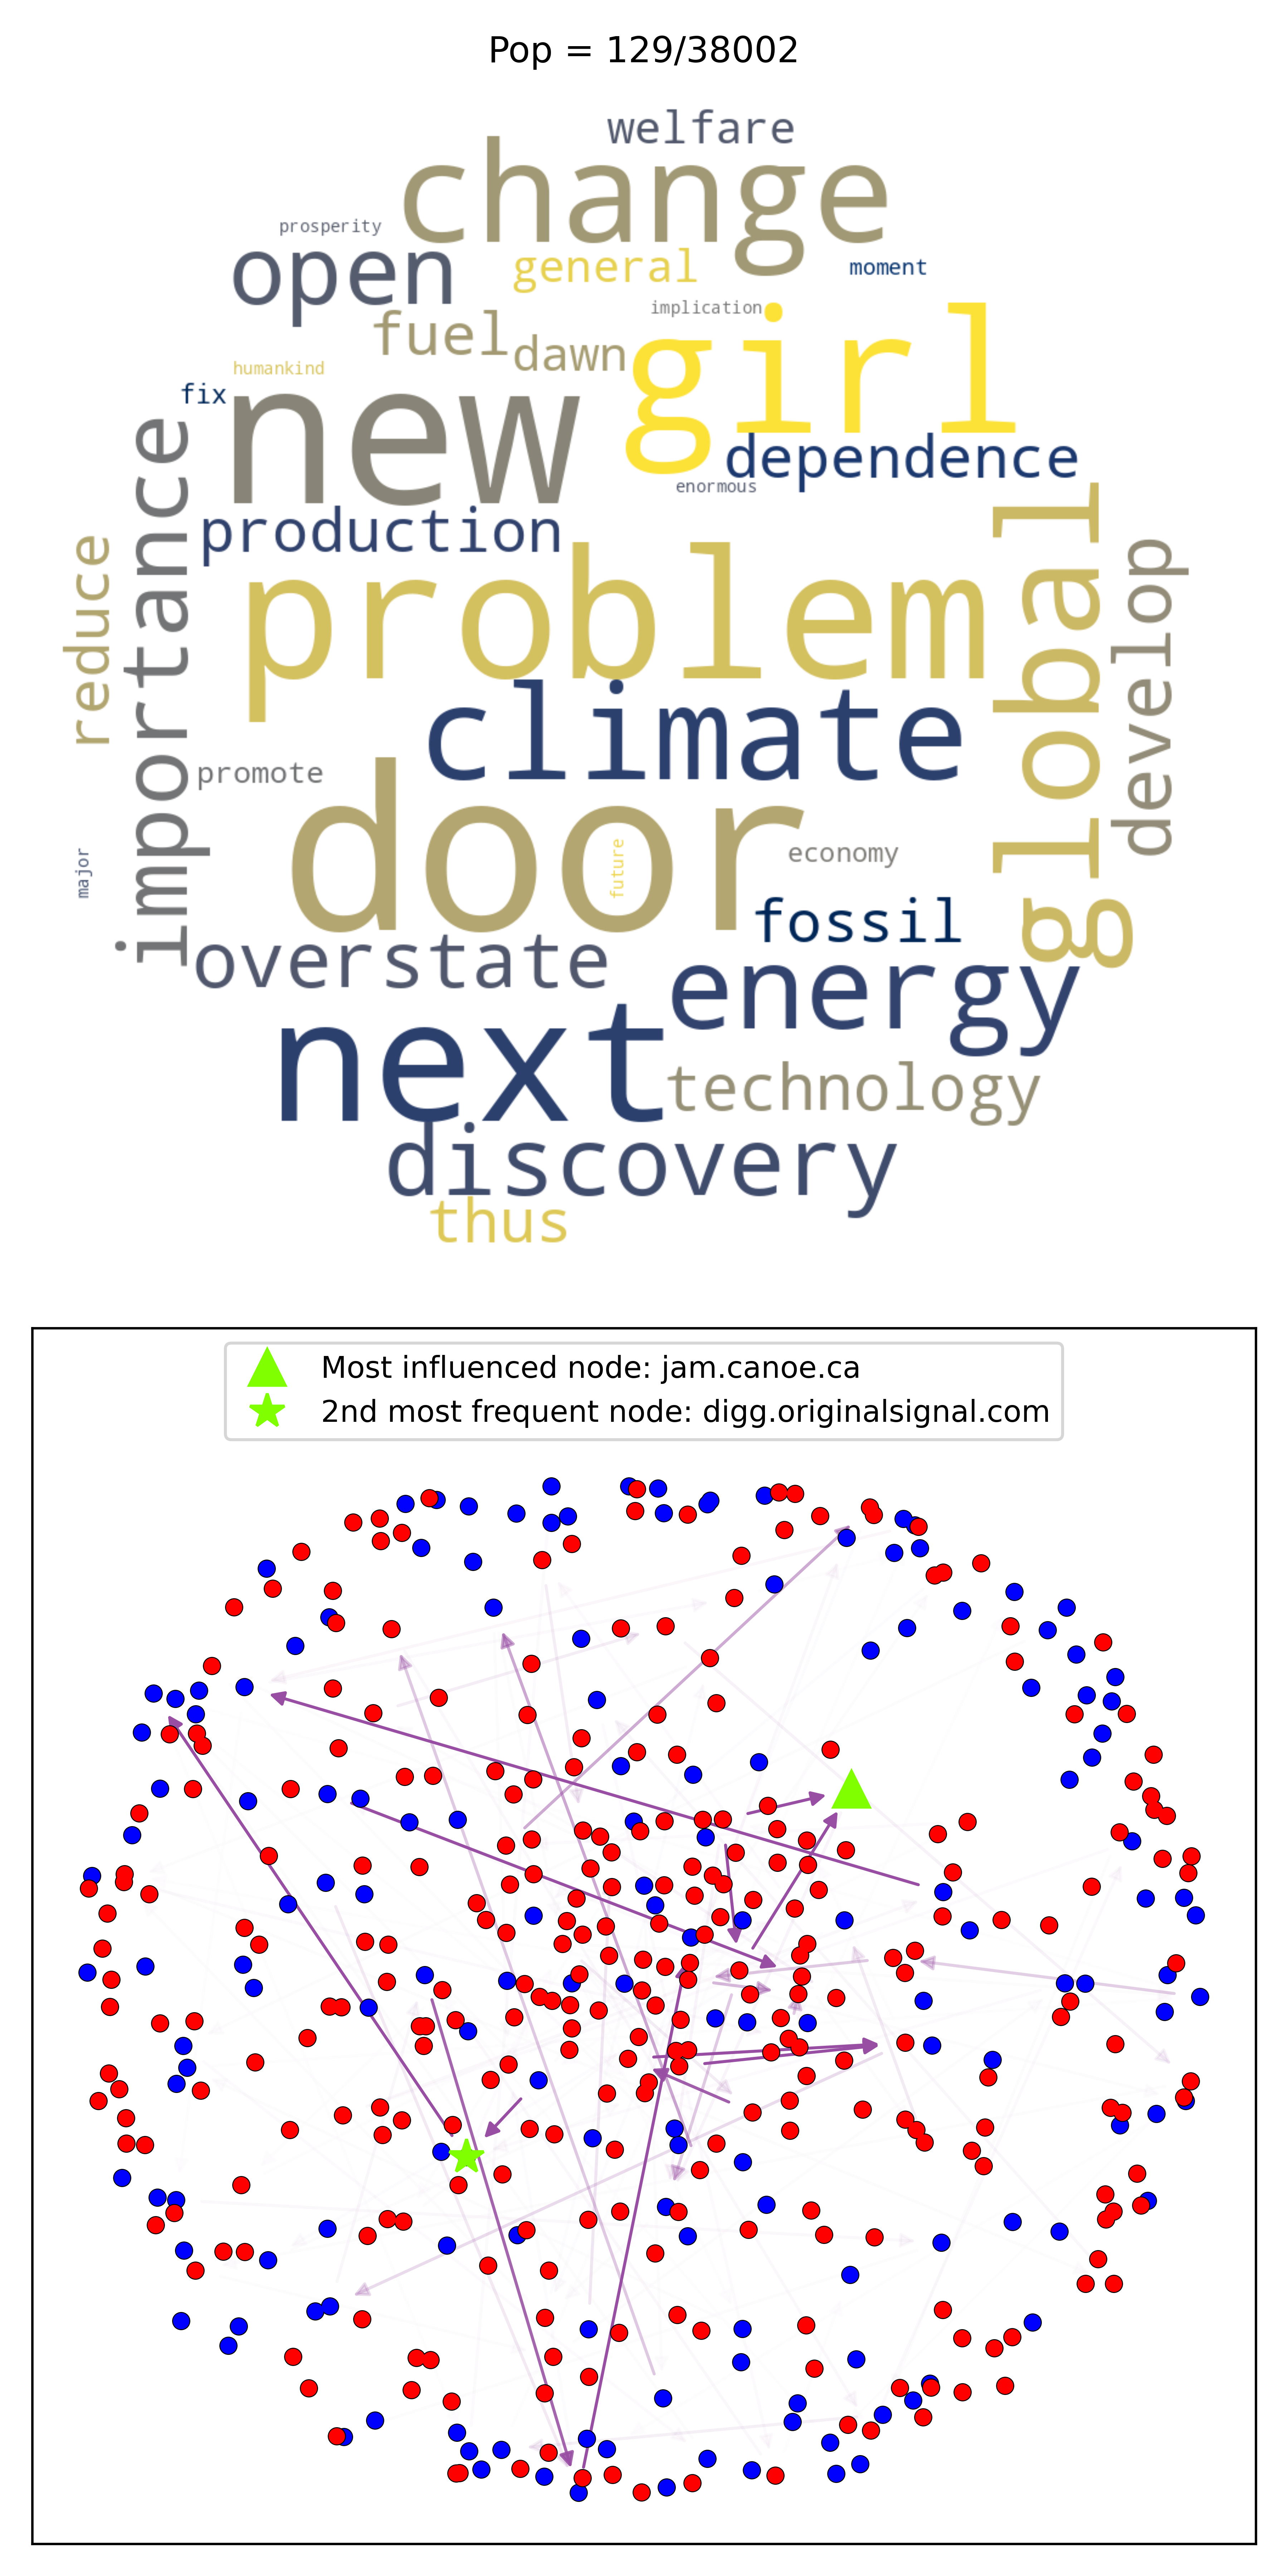 Pop = 129/38002
welfare
change
prosperity
open
general
moment
implication
fuel
dawn
girl
humankind
fix
new
dependence
enormous
importance
production
global
reduce
problem
develop
climate
promote
door
future
economy
major
fossil
overstate
energy
next
technology
discovery
thus
Most influenced node: jam.canoe.ca
2nd most frequent node: digg.originalsignal.com